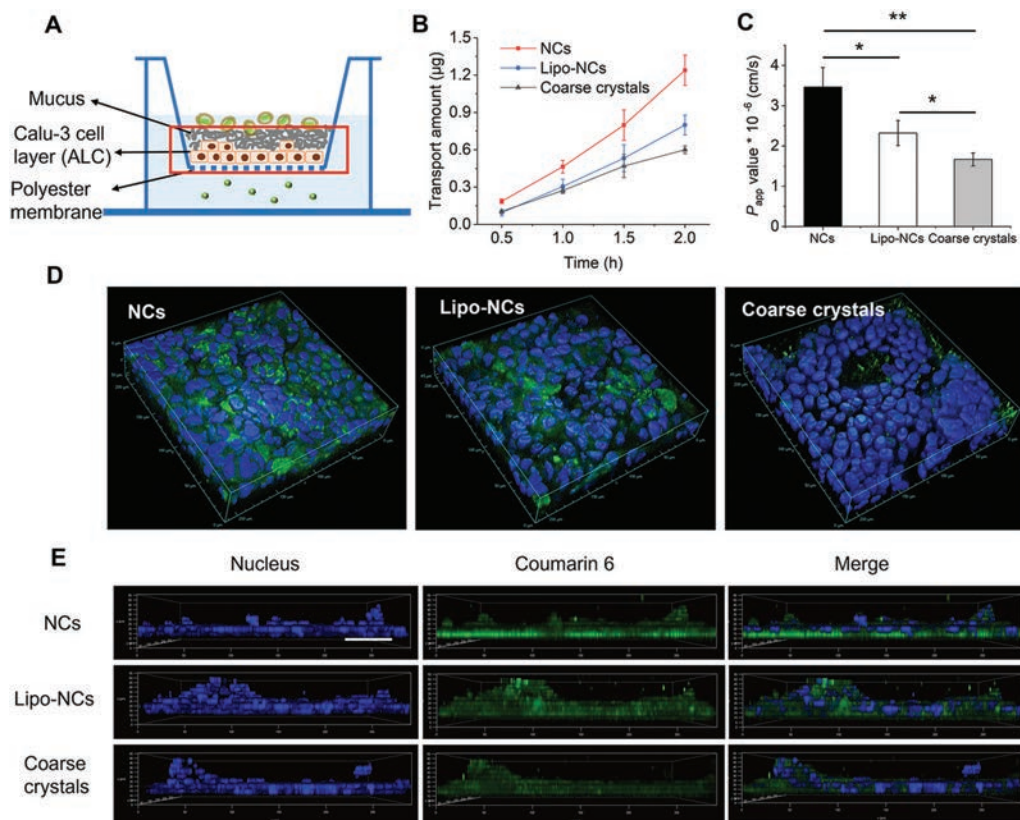 A
Mucus
Calu-3 cell
layer (ALC)
Polyester
membrane
B
Transport amount (µg)
1.5
1.2
0.9
0.6
0.3
0.0
NCs
Lipo-NCs
Coarse crystals
0.5 1.0 1.5 2.0
Time (h)
C
Papp value * 10⁻⁶ (cm/s)
5
4
3
2
1
0
**
*
*
NCs Lipo-NCs Coarse crystals
D
NCs
Lipo-NCs
Coarse crystals
E
Nucleus Coumarin 6 Merge
NCs
Lipo-NCs
Coarse
crystals